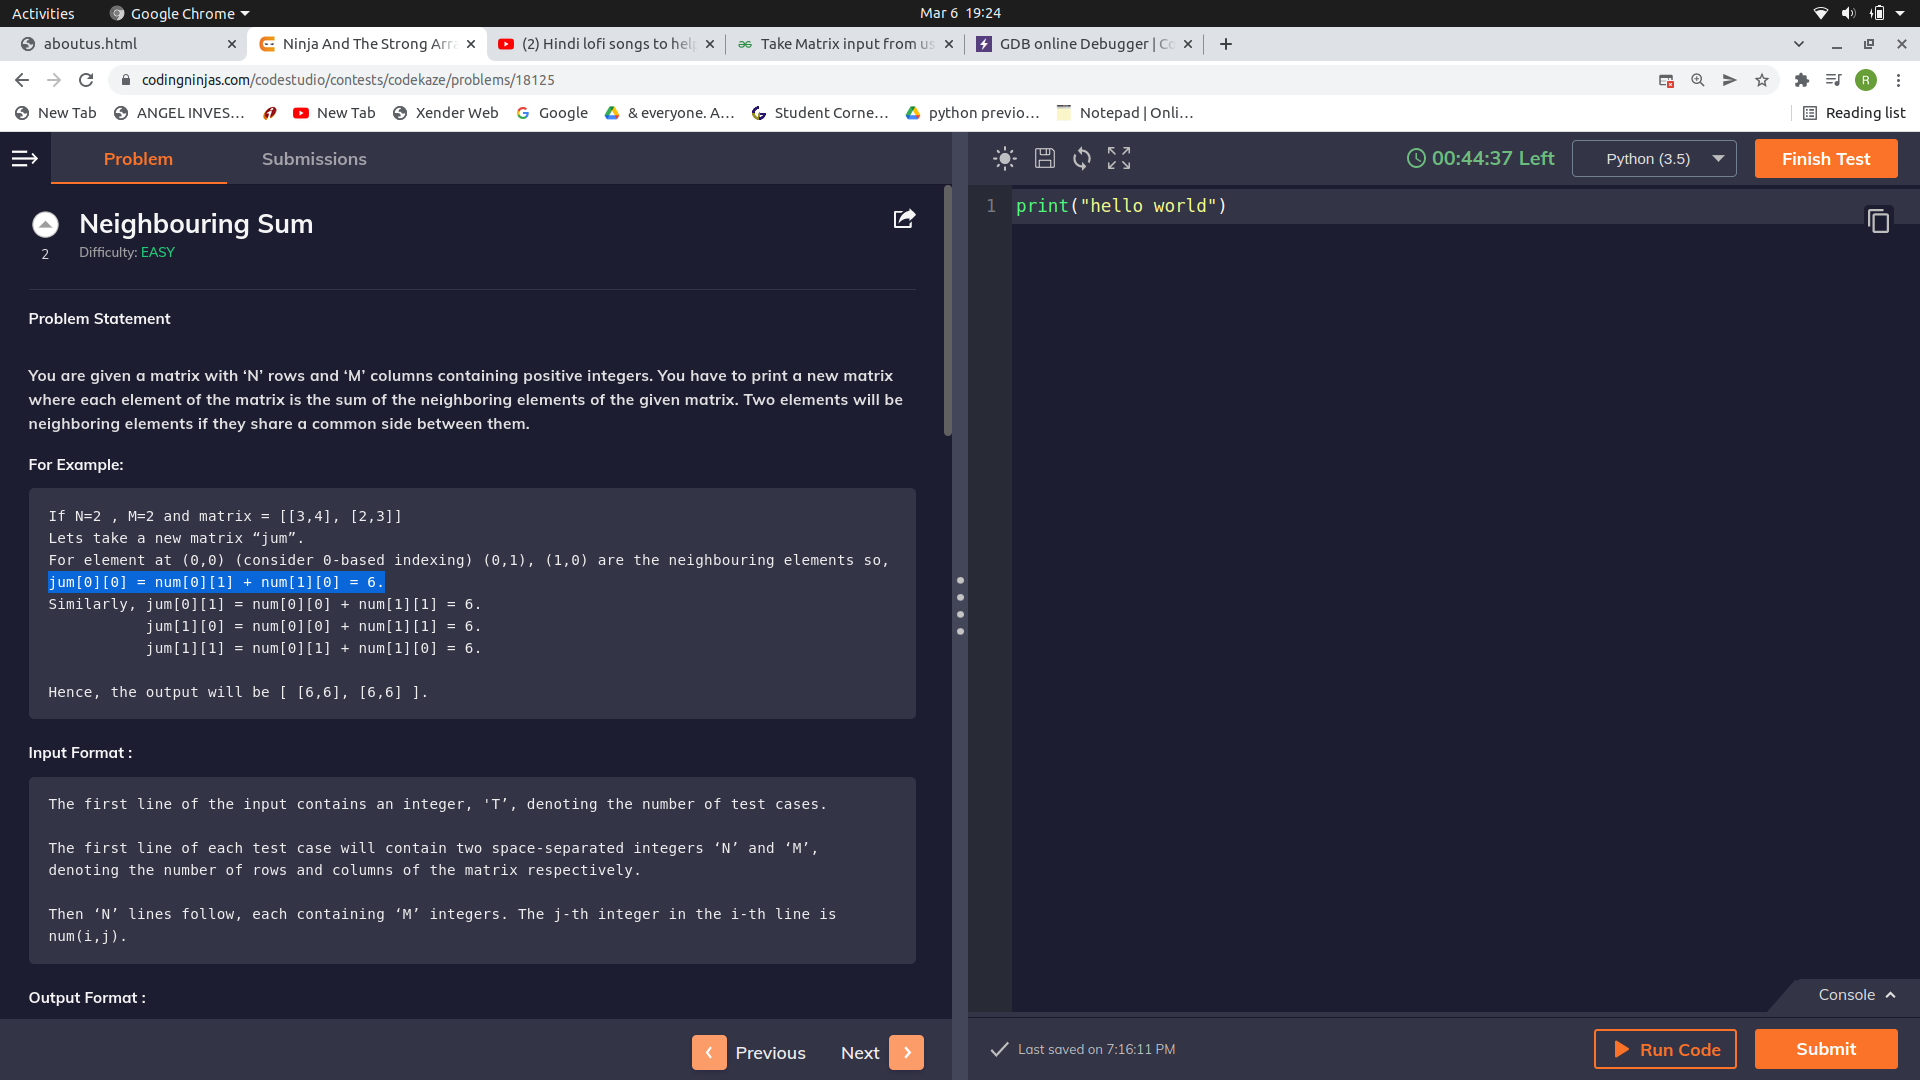 Activities
Google Chrome
Mar 6 19:24
aboutus.html
Ninja And The Strong Arra
(2) Hindi lofi songs to help
Take Matrix input from us
GDB online Debugger | Co
codingninjas.com/codestudio/contests/codekaze/problems/18125
R
New Tab
ANGEL INVES...
New Tab
Xender Web
Google
& everyone. A...
Student Corne...
python previo...
Notepad | Onli...
Reading list
Problem
Submissions
00:44:37 Left
Python (3.5)
Finish Test
2
Neighbouring Sum
Difficulty: EASY
Problem Statement
You are given a matrix with ‘N’ rows and ‘M’ columns containing positive integers. You have to print a new matrix
where each element of the matrix is the sum of the neighboring elements of the given matrix. Two elements will be
neighboring elements if they share a common side between them.
For Example:
If N=2 , M=2 and matrix = [[3,4], [2,3]]
Lets take a new matrix “jum”.
For element at (0,0) (consider 0-based indexing) (0,1), (1,0) are the neighbouring elements so,
jum[0][0] = num[0][1] + num[1][0] = 6.
Similarly, jum[0][1] = num[0][0] + num[1][1] = 6.
jum[1][0] = num[0][0] + num[1][1] = 6.
jum[1][1] = num[0][1] + num[1][0] = 6.
Hence, the output will be [ [6,6], [6,6] ].
Input Format :
The first line of the input contains an integer, 'T’, denoting the number of test cases.
The first line of each test case will contain two space-separated integers ‘N’ and ‘M’,
denoting the number of rows and columns of the matrix respectively.
Then ‘N’ lines follow, each containing ‘M’ integers. The j-th integer in the i-th line is
num(i,j).
Output Format :
Previous
Next
1
print("hello world")
Console
Last saved on 7:16:11 PM
Run Code
Submit